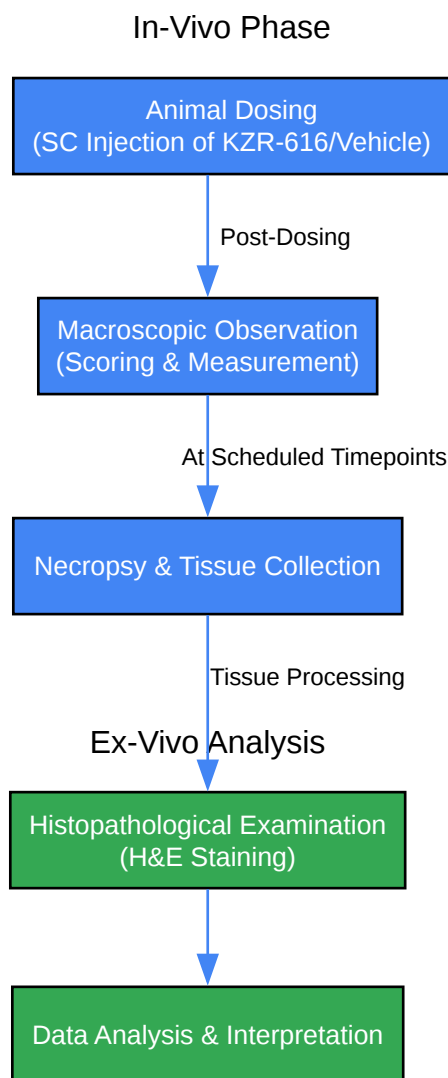 In-Vivo Phase
Animal Dosing
(SC Injection of KZR-616/Vehicle)
Post-Dosing
Macroscopic Observation
(Scoring & Measurement)
At Scheduled Timepoints
Necropsy & Tissue Collection
Tissue Processing
Ex-Vivo Analysis
Histopathological Examination
(H&E Staining)
Data Analysis & Interpretation